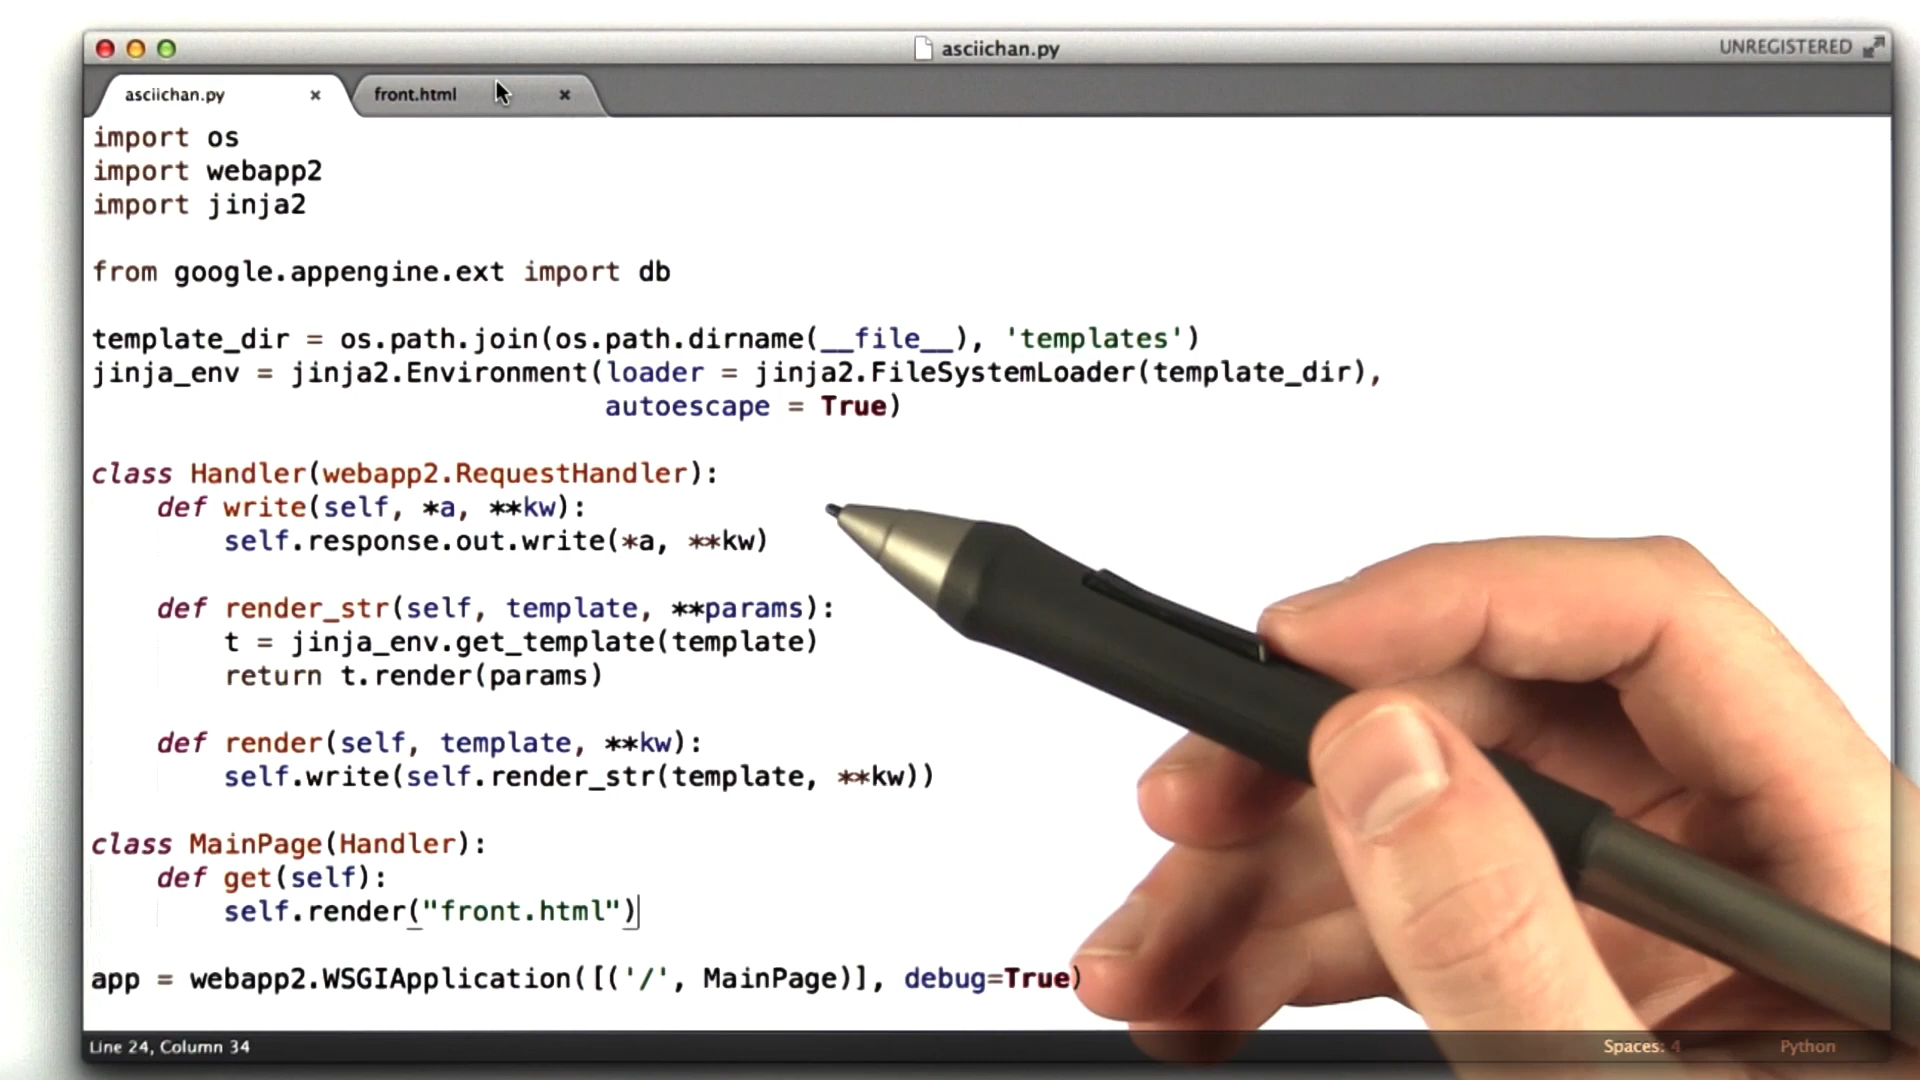 asciichan.py
UNREGISTERED
asciichan.py
front.html
import os
import webapp2
import jinja2
from google.appengine.ext import db
template_dir = os.path.join(os.path.dirname(__file__), 'templates')
jinja_env = jinja2.Environment(loader = jinja2.FileSystemLoader(template_dir),
autoescape = True)
class Handler(webapp2.RequestHandler):
def write(self, *a, **kw):
self.response.out.write(*a, **kw)
def render_str(self, template, **params):
t = jinja_env.get_template(template)
return t.render(params)
def render(self, template, **kw):
self.write(self.render_str(template, **kw))
class MainPage(Handler):
def get(self):
self.render("front.html")
app = webapp2.WSGIApplication([('/', MainPage)], debug=True)
Line 24, Column 34
Spaces: 4
Python